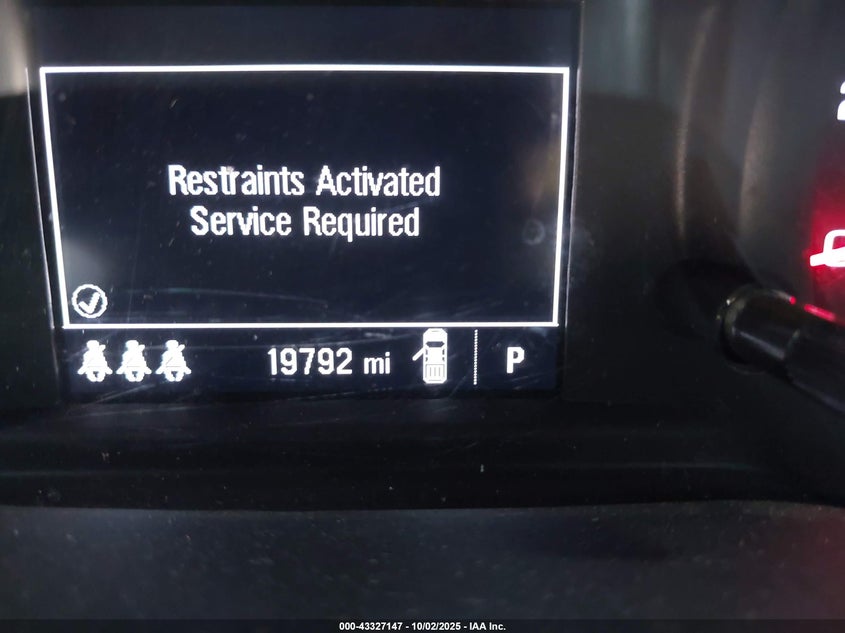 Restraints Activated
Service Required
19792 mi
P
000-43327147 - 10/02/2025 - IAA Inc.